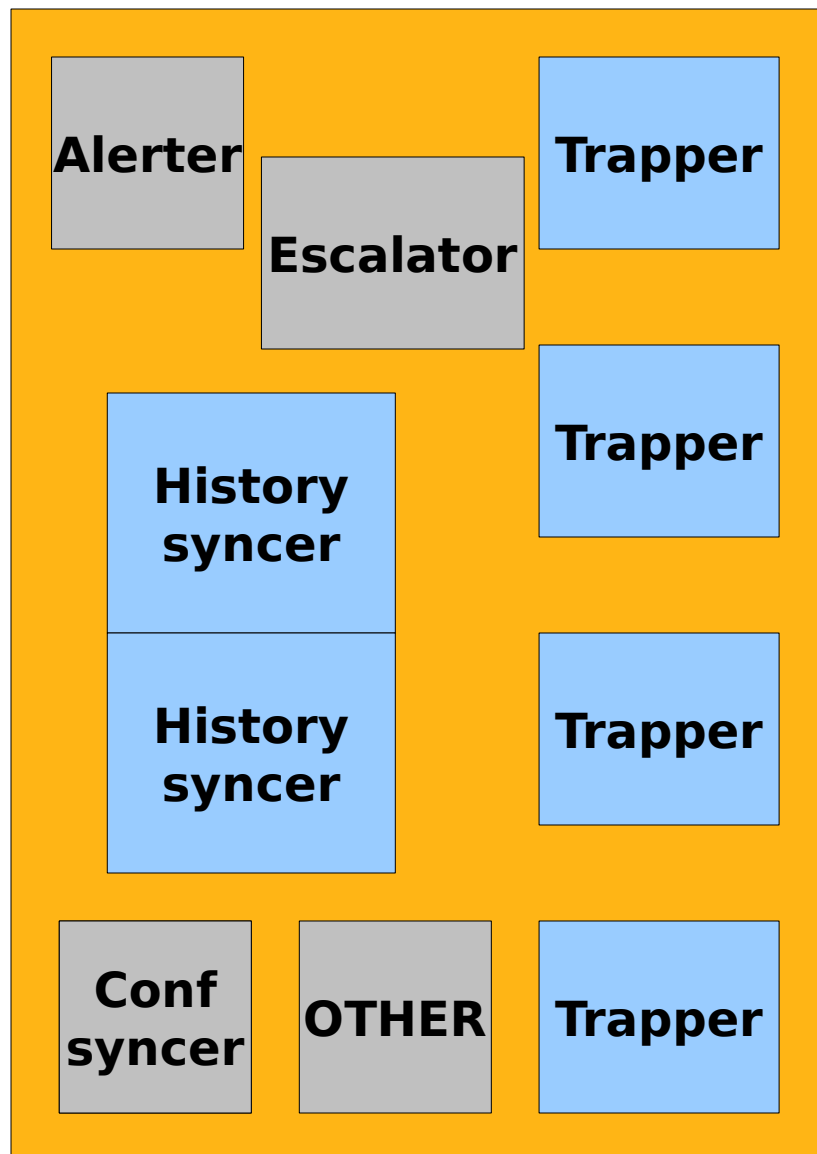 Alerter
Trapper
Escalator
Trapper
History
syncer
Trapper
History
syncer
Conf
syncer
OTHER
Trapper